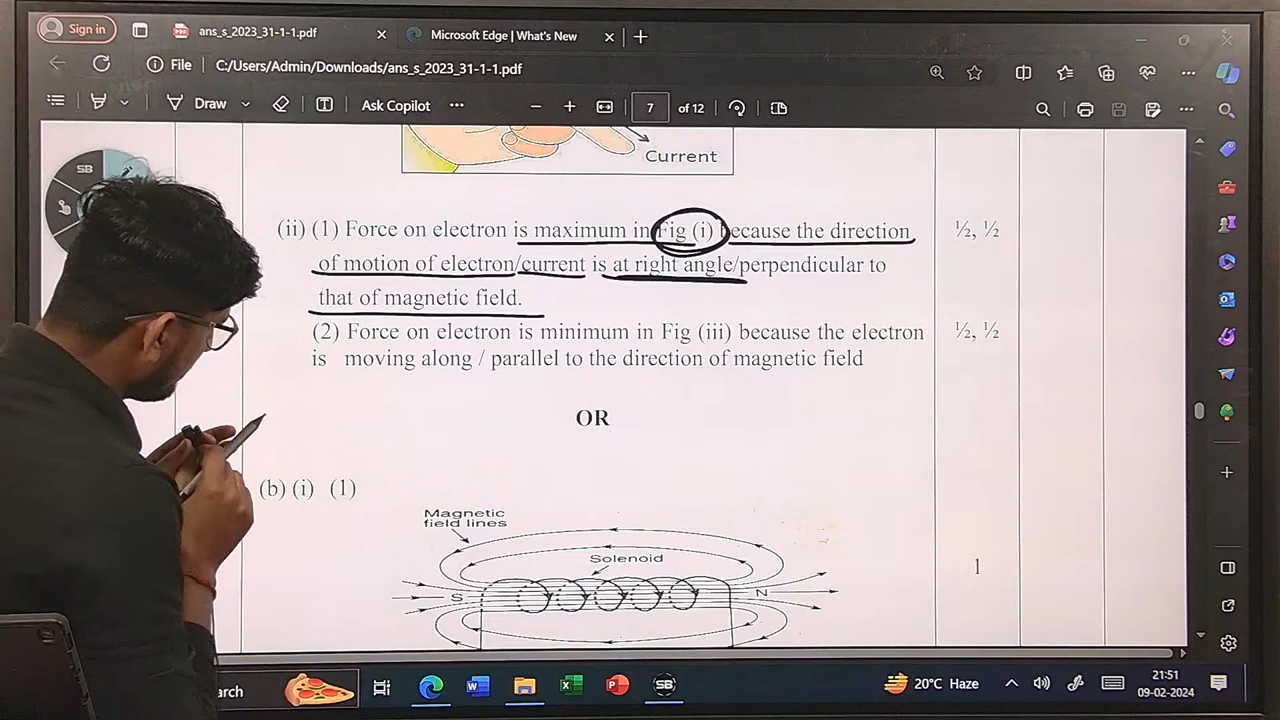 Sign in
ans_s_2023_31-1-1.pdf
Microsoft Edge | What's New
File
C:/Users/Admin/Downloads/ans_s_2023_31-1-1.pdf
Draw
Ask Copilot
7
of 12
Current
SB
(ii) (1) Force on electron is maximum in Fig (i) because the direction
½, ½
of motion of electron/current is at right angle/perpendicular to
that of magnetic field.
(2) Force on electron is minimum in Fig (iii) because the electron
½, ½
is moving along / parallel to the direction of magnetic field
OR
(b) (i) (1)
Magnetic
field lines
Solenoid
1
S
N
arch
SB
20°C Haze
21:51
09-02-2024